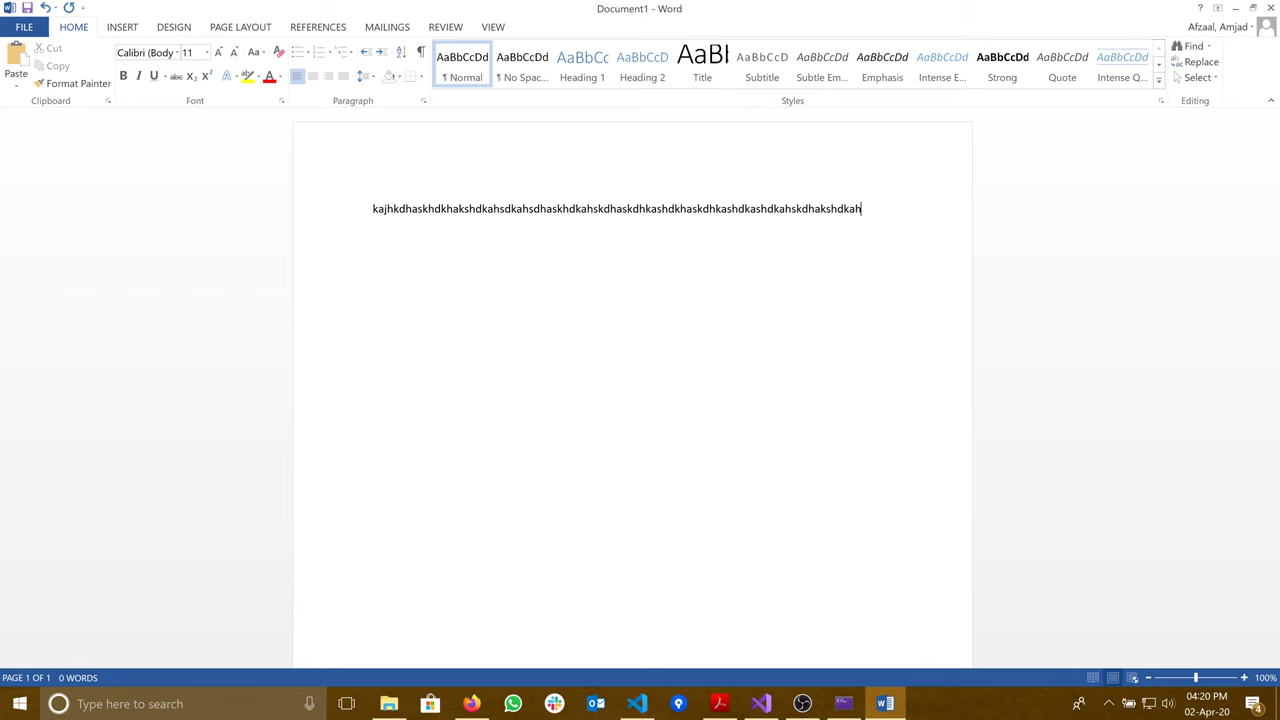 Document1 - Word
Afzaal, Amjad
FILE HOME INSERT DESIGN PAGE LAYOUT REFERENCES MAILINGS REVIEW VIEW
Paste
Cut
Copy
Format Painter
Clipboard
Calibri (Body 11
Font
Paragraph
AaBbCcDd AaBbCcDd AaBbCc AaBbCcD AaBl AaBbCcD AaBbCcDd AaBbCcDd AaBbCcDd AaBbCcDd AaBbCcDd AaBbCcDd
¶ Normal ¶ No Spac... Heading 1 Heading 2 Title Subtitle Subtle Em... Emphasis Intense E... Strong Quote Intense Q...
Styles
Find
Replace
Select
Editing
kajhkdhaskhdkhakshdkahsdkahsdhaskhdkahskdhaskdhkashdkhaskdhkashdkashdkahskdhakshdkah
PAGE 1 OF 1 0 WORDS
100%
Type here to search
04:20 PM
02-Apr-20
4